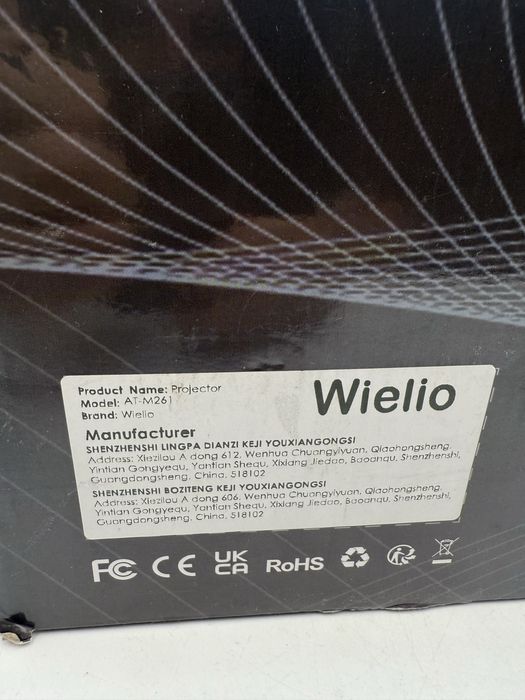 Product Name: Projector
Model: AT-M261
Brand: Wielio
Wielio
Manufacturer
SHENZHENSHI LINGPA DIANZI KEJI YOUXIANGONGSI
Address: Xiezilou A dong 612, Wenhua Chuangyiyuan, Qiaohongsheng,
Yintian Gongyequ, Yantian Shequ, Xixiang Jiedao, Baoanqu, Shenzhenshi,
Guangdongsheng, China, 518102
SHENZHENSHI BOZITENG KEJI YOUXIANGONGSI
Address: Xiezilou A dong 606, Wenhua Chuangyiyuan, Qiaohongsheng,
Yintian Gongyequ, Yantian Shequ, Xixiang Jiedao, Baoanqu, Shenzhenshi,
Guangdongsheng, China, 518102
FC CE UK CA RoHS